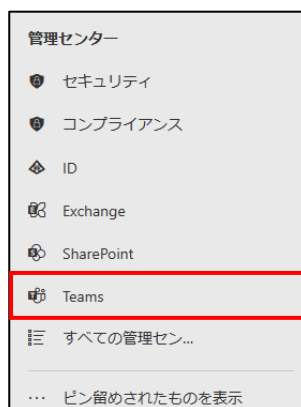 管理センター
セキュリティ
コンプライアンス
ID
Exchange
SharePoint
Teams
すべての管理セン...
... ピン留めされたものを表示